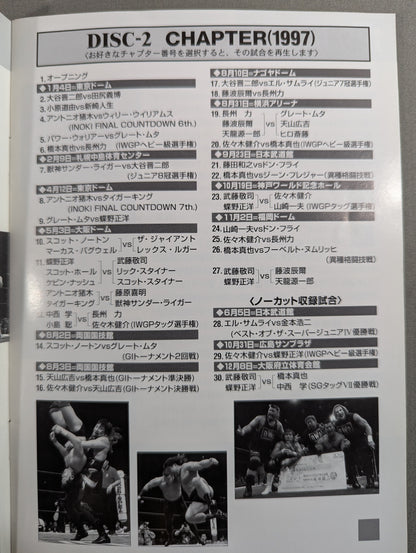 DISC-2 CHAPTER(1997)
〈お好きなチャプター番号を選択すると、その試合を再生します〉
1.オープニング
◆1月4日㊏東京ドーム
2.大谷晋二郎vs田尻義博
3.小原道由vs新崎人生
4.アントニオ猪木vsウィリー・ウイリアムス
(INOKI FINAL COUNTDOWN 6th.)
5.パワー・ウォリアーvsグレート・ムタ
6.橋本真也vs長州力 (IWGPヘビー級選手権)
◆2月9日㊐札幌中島体育センター
7.獣神サンダー・ライガーvs大谷晋二郎
(ジュニア8冠選手権)
◆4月12日㊏東京ドーム
8.アントニオ猪木vsタイガーキング
(INOKI FINAL COUNTDOWN 7th.)
9.グレート・ムタvs蝶野正洋
◆5月3日㊏大阪ドーム
10.スコット・ノートン vs ザ・ジャイアント
マーカス・バグウェル レックス・ルガー
11.蝶野正洋 武藤敬司
スコット・ホール vs リック・スタイナー
ケビン・ナッシュ スコット・スタイナー
12.アントニオ猪木 vs 藤原喜明
タイガーキング 獣神サンダー・ライガー
13.中西 学 vs 長州 力
小島 聡 佐々木健介(IWGPタッグ選手権)
◆8月2日㊏両国国技館
14.スコット・ノートンvsグレート・ムタ(G1トーナメント2回戦)
◆8月3日㊐両国国技館
15.天山広吉vs橋本真也(G1トーナメント準決勝)
16.佐々木健介vs天山広吉(G1トーナメント決勝)
◆8月10日㊐ナゴヤドーム
17.大谷晋二郎vsエル・サムライ(ジュニア7冠選手権)
18.藤波辰爾vs長州力
◆8月31日㊐横浜アリーナ
19.長州 力 グレート・ムタ
藤波辰爾 vs 天山広吉
天龍源一郎 ヒロ斎藤
20.佐々木健介vs橋本真也(IWGPヘビー級選手権)
◆9月23日㊋日本武道館
21.藤田和之vsドン・フライ
22.橋本真也vsジーン・フレジャー(異種格闘技戦)
◆10月19日㊐神戸ワールド記念ホール
23.武藤敬司 vs 佐々木健介
蝶野正洋 山崎一夫 (IWGPタッグ選手権)
◆11月2日㊐福岡ドーム
24.山崎一夫vsドン・フライ
25.佐々木健介vs長州力
26.橋本真也vsフーベルト・ヌムリッヒ
(異種格闘技戦)
27.武藤敬司 vs 藤波辰爾
蝶野正洋 天龍源一郎
〈ノーカット収録試合〉
◆6月5日㊍日本武道館
28.エル・サムライvs金本浩二
(ベスト・オブ・ザ・スーパージュニアⅣ優勝戦)
◆10月31日㊎広島サンプラザ
29.佐々木健介vs蝶野正洋(IWGPヘビー級選手権)
◆12月8日㊊大阪府立体育会館
30.武藤敬司 vs 橋本真也
蝶野正洋 中西 学(SGタッグⅦ優勝戦)